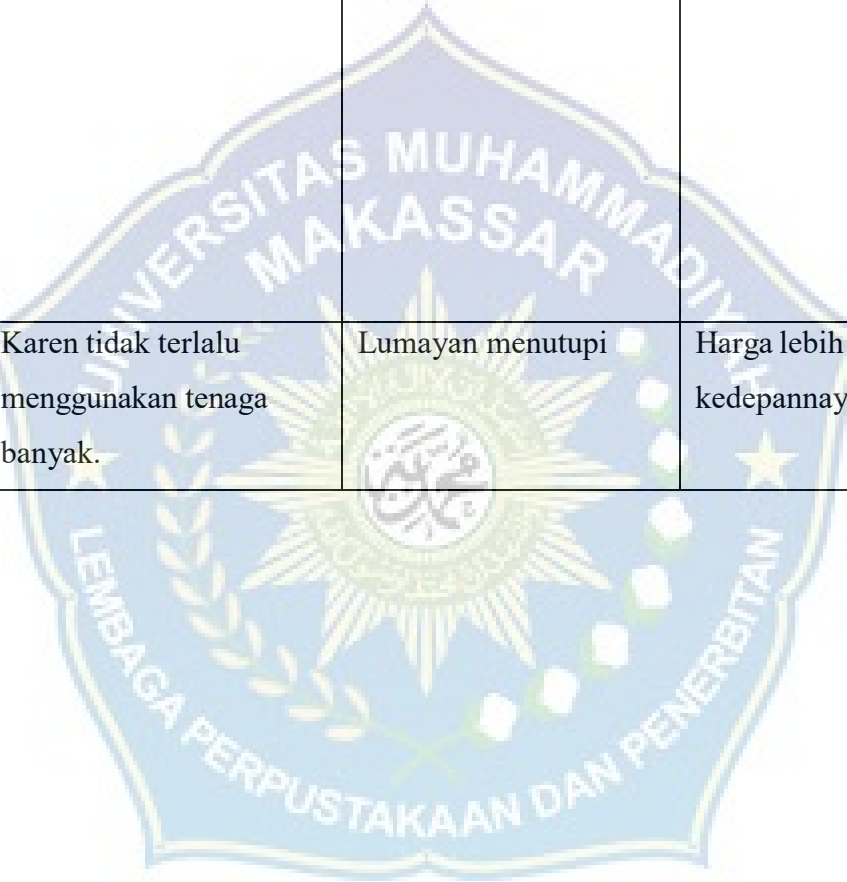 UNIVERSITAS MUHAMMADIYAH
MAKASSAR
Karen tidak terlalu
menggunakan tenaga
banyak.
Lumayan menutupi
Harga lebih
kedepannay
LEMBAGA PERPUSTAKAAN DAN PENERBITAN